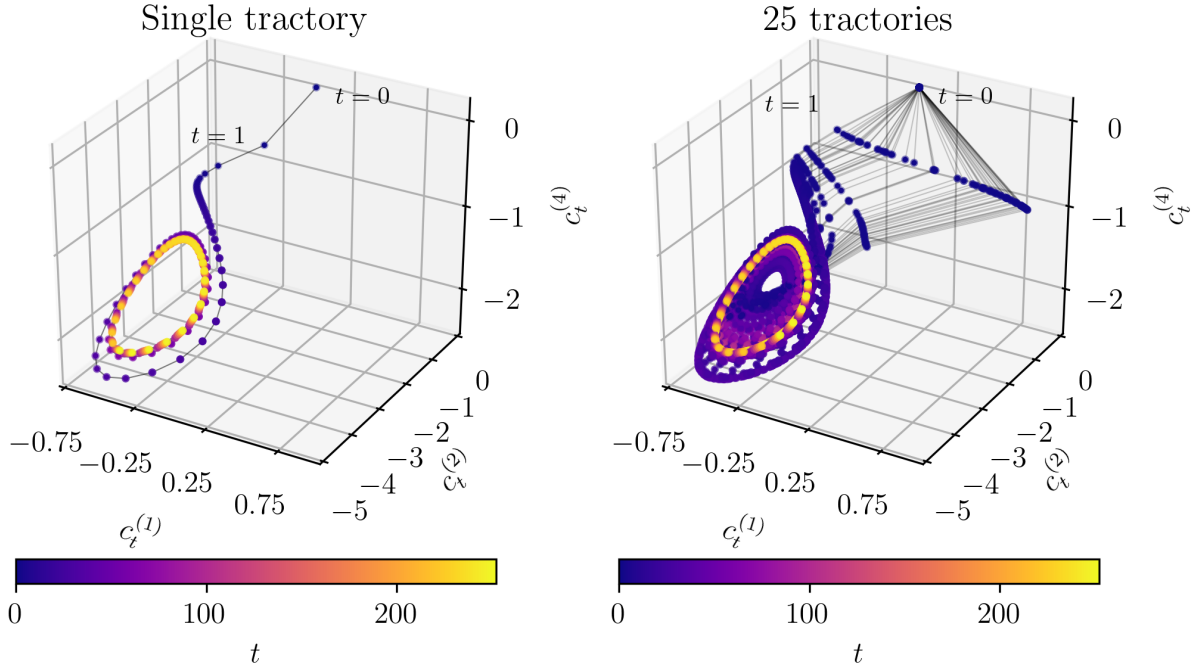 Single tractory
t = 0
t = 1
0
−1
−2
c_t^{(4)}
0
−1
−2
−3
−4
−5
c_t^{(2)}
−0.75
−0.25
0.25
0.75
c_t^{(1)}
0
100
200
t
25 tractories
t = 1
t = 0
0
−1
−2
c_t^{(4)}
0
−1
−2
−3
−4
−5
c_t^{(2)}
−0.75
−0.25
0.25
0.75
c_t^{(1)}
0
100
200
t